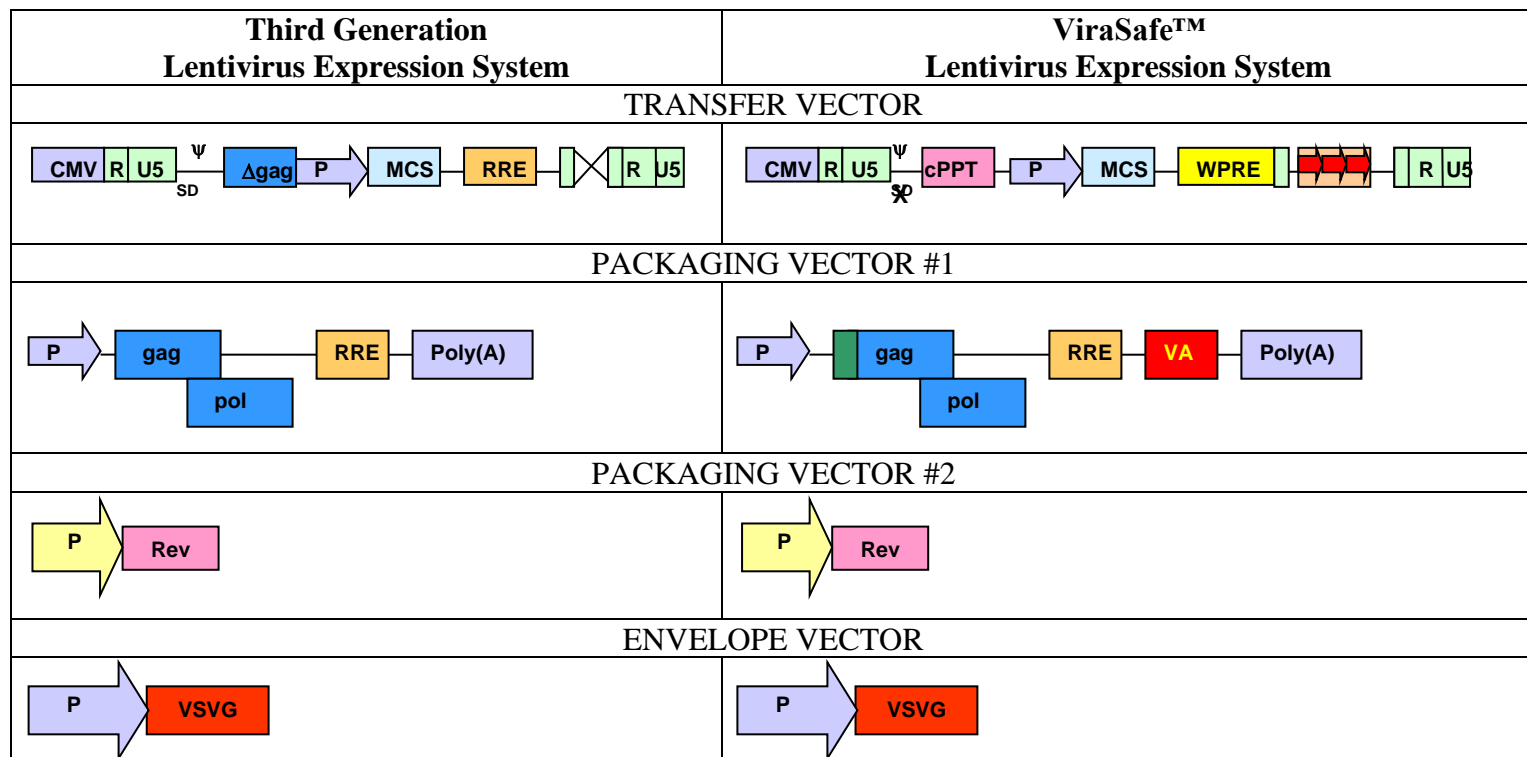 Third Generation
Lentivirus Expression System
ViraSafe™
Lentivirus Expression System
TRANSFER VECTOR
ψ
CMV R U5 Δgag P MCS RRE R U5
SD
ψ
CMV R U5 cPPT P MCS WPRE R U5
SD
X
PACKAGING VECTOR #1
P gag RRE Poly(A)
pol
P gag RRE VA Poly(A)
pol
PACKAGING VECTOR #2
P Rev
P Rev
ENVELOPE VECTOR
P VSVG
P VSVG